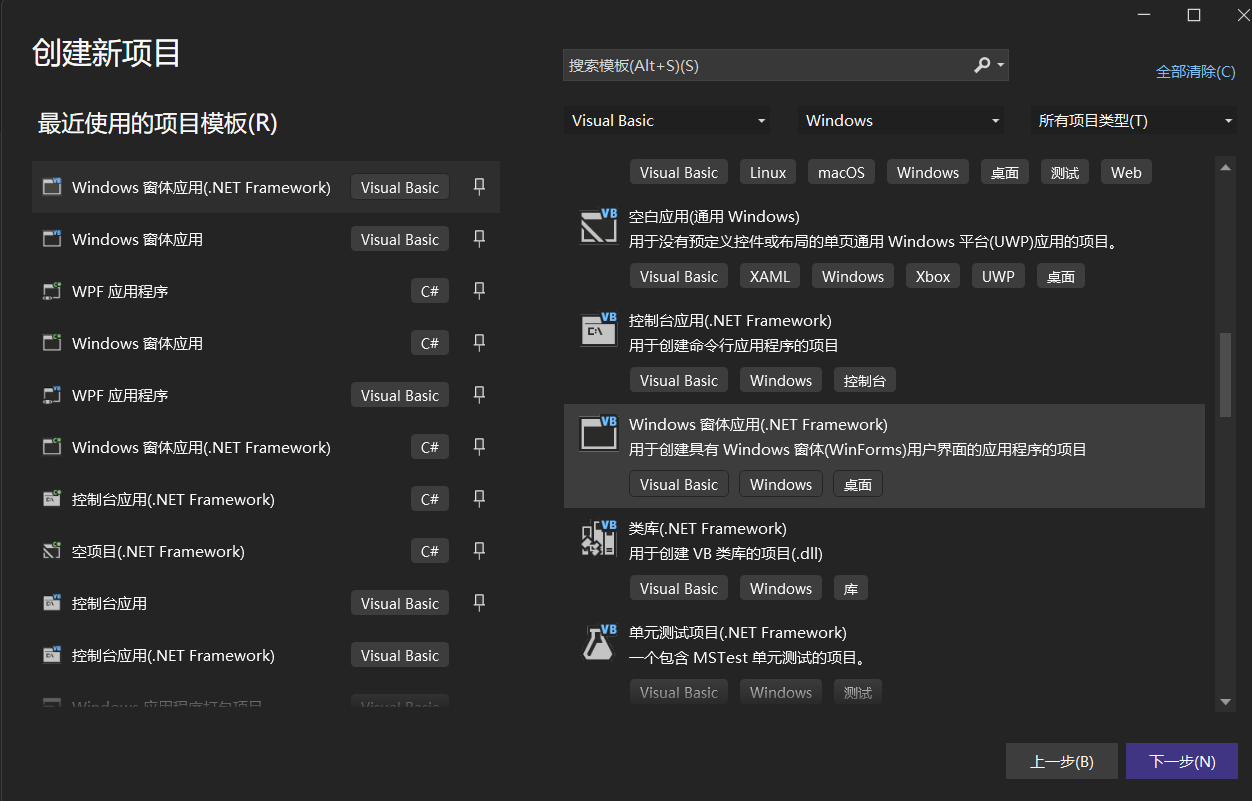 创建新项目
搜索模板(Alt+S)(S)
全部清除(C)
Visual Basic
Windows
所有项目类型(T)
最近使用的项目模板(R)
Windows 窗体应用(.NET Framework) Visual Basic
Windows 窗体应用 Visual Basic
WPF 应用程序 C#
Windows 窗体应用 C#
WPF 应用程序 Visual Basic
Windows 窗体应用(.NET Framework) C#
控制台应用(.NET Framework) C#
空项目(.NET Framework) C#
控制台应用 Visual Basic
控制台应用(.NET Framework) Visual Basic
Windows 应用程序打包项目 Visual Basic
Visual Basic Linux macOS Windows 桌面 测试 Web
空白应用(通用 Windows)
用于没有预定义控件或布局的单页通用 Windows 平台(UWP)应用的项目。
Visual Basic XAML Windows Xbox UWP 桌面
控制台应用(.NET Framework)
用于创建命令行应用程序的项目
Visual Basic Windows 控制台
Windows 窗体应用(.NET Framework)
用于创建具有 Windows 窗体(WinForms)用户界面的应用程序的项目
Visual Basic Windows 桌面
类库(.NET Framework)
用于创建 VB 类库的项目(.dll)
Visual Basic Windows 库
单元测试项目(.NET Framework)
一个包含 MSTest 单元测试的项目。
Visual Basic Windows 测试
上一步(B)
下一步(N)